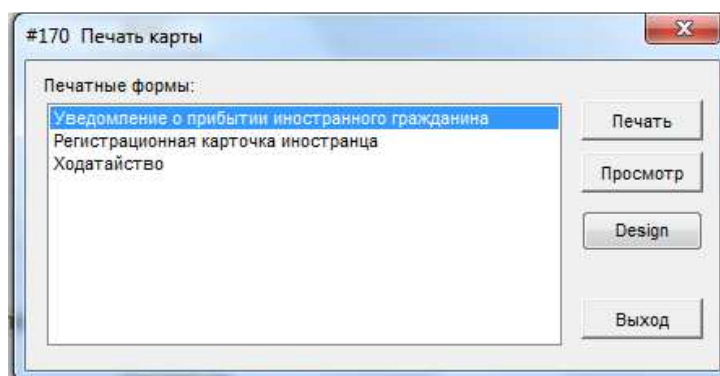 #170 Печать карты
Печатные формы:
Уведомление о прибытии иностранного гражданина
Регистрационная карточка иностранца
Ходатайство
Печать
Просмотр
Design
Выход